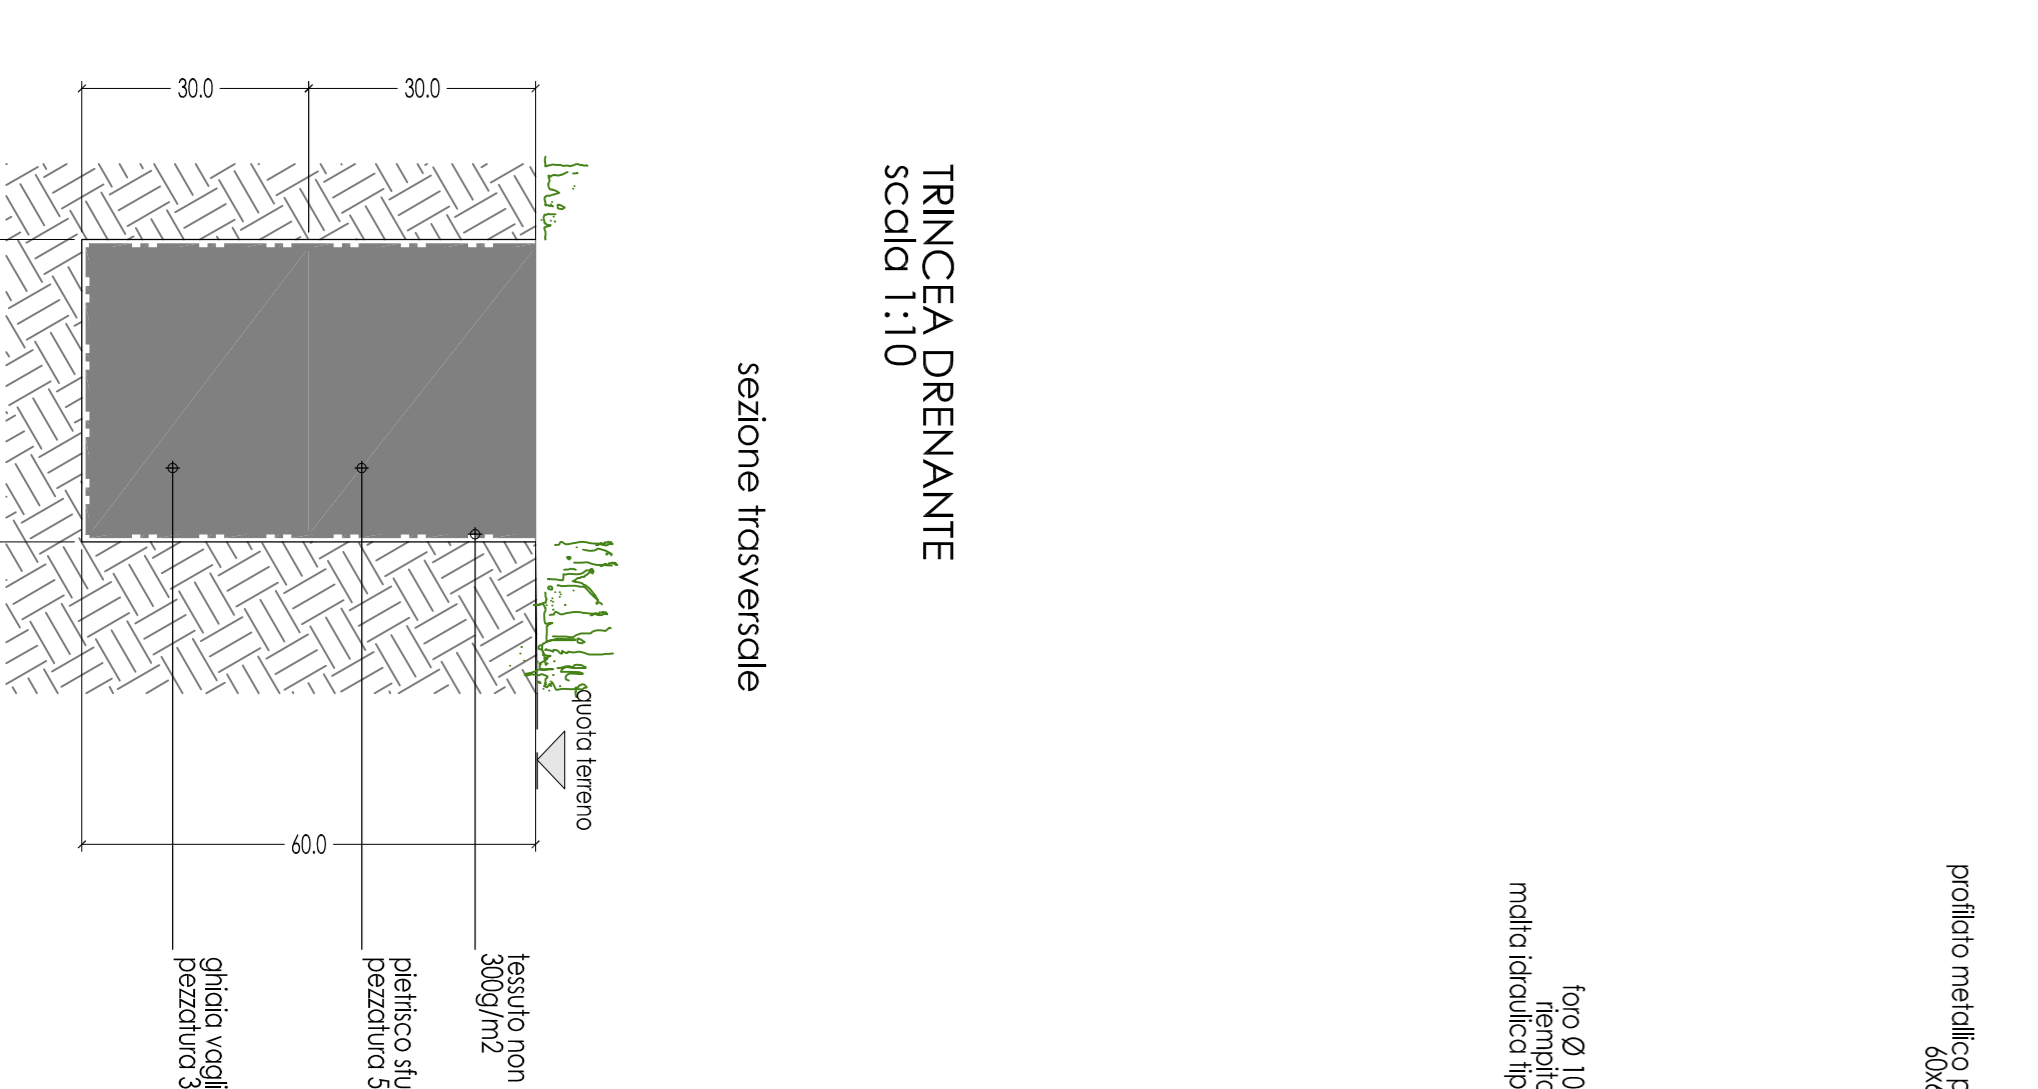 TRINCEA DRENANTE
scala 1:10
sezione trasversale
30.0
30.0
quota terreno
60.0
tessuto non
300g/m2
pietrisco sfu
pezzatura 5
ghiaia vagli
pezzatura 3
profilato metallico p
60x
foro Ø 10
riempito
malta idraulica tip